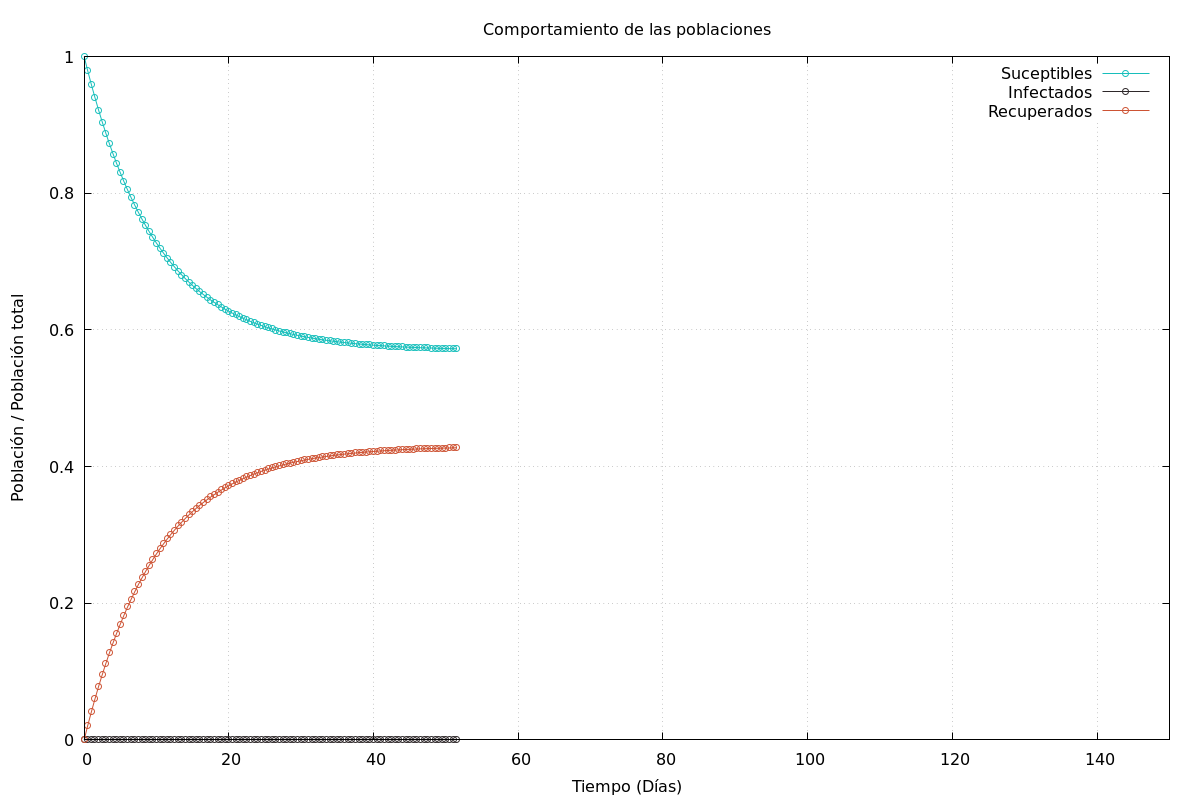 Comportamiento de las poblaciones
Suceptibles
Infectados
Recuperados
Población / Población total
1
0.8
0.6
0.4
0.2
0
0 20 40 60 80 100 120 140
Tiempo (Días)